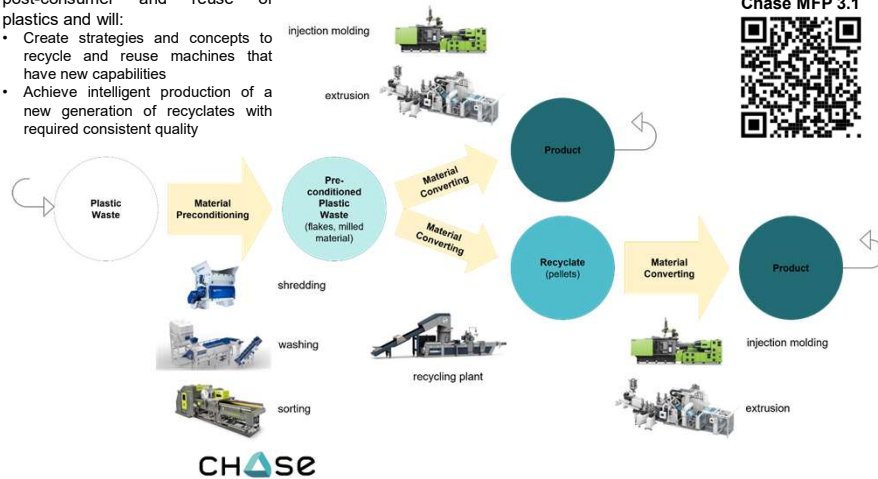 post-consumer and reuse of
plastics and will:
• Create strategies and concepts to
recycle and reuse machines that
have new capabilities
• Achieve intelligent production of a
new generation of recyclates with
required consistent quality
Chase MFP 3.1
injection molding
extrusion
Plastic
Waste
Material
Preconditioning
Pre-
conditioned
Plastic
Waste
(flakes, milled
material)
Material
Converting
Product
Material
Converting
Recyclate
(pellets)
Material
Converting
Product
shredding
washing
sorting
recycling plant
injection molding
extrusion
CHASE